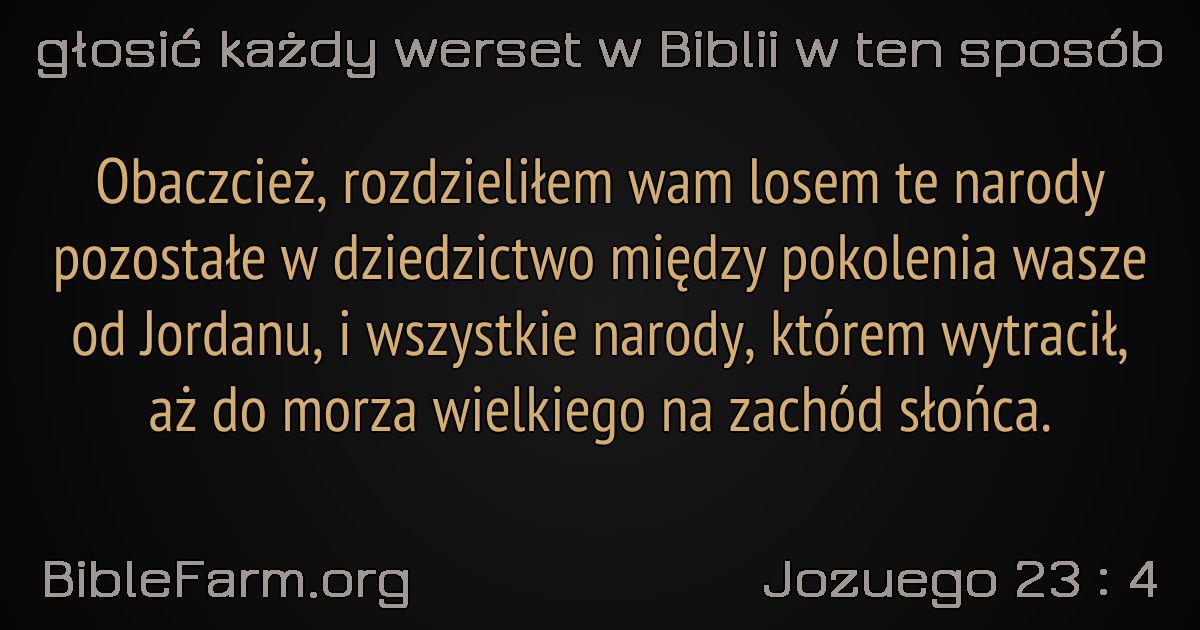 głosić każdy werset w Biblii w ten sposób
Obaczcież, rozdzieliłem wam losem te narody
pozostałe w dziedzictwo między pokolenia wasze
od Jordanu, i wszystkie narody, którem wytracił,
aż do morza wielkiego na zachód słońca.
BibleFarm.org
Jozuego 23 : 4